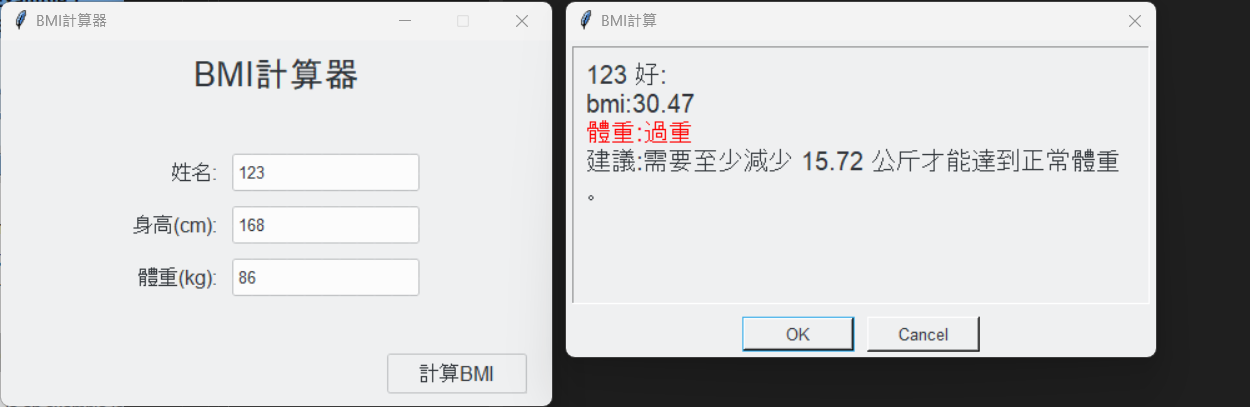 BMI計算器
BMI計算器
姓名: 123
身高(cm): 168
體重(kg): 86
計算BMI
BMI計算
123 好:
bmi:30.47
體重:過重
建議:需要至少減少 15.72 公斤才能達到正常體重
。
OK Cancel